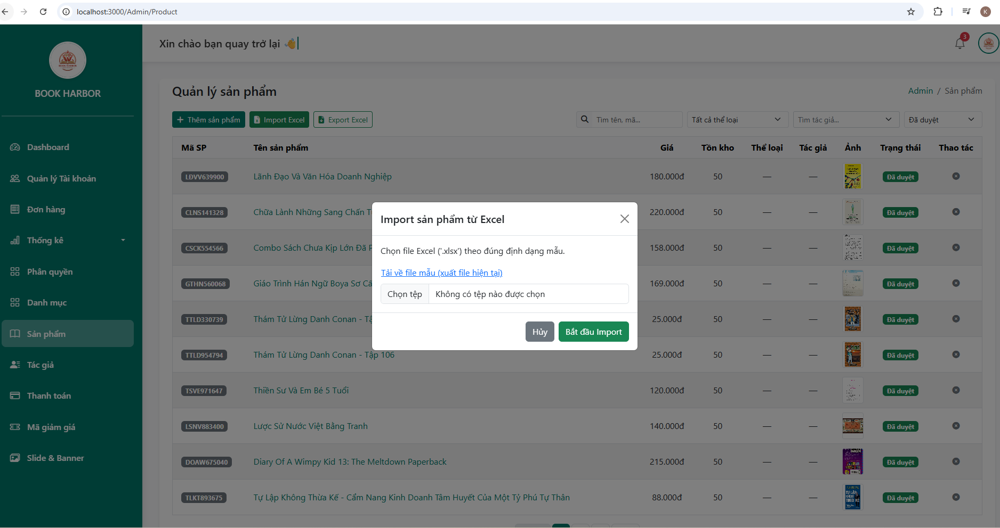 localhost:3000/Admin/Product
K
BOOK HARBOR
BOOK HARBOR
Dashboard
Quản lý Tài khoản
Đơn hàng
Thống kê
Phân quyền
Danh mục
Sản phẩm
Tác giả
Thanh toán
Mã giảm giá
Slide & Banner
Xin chào bạn quay trở lại 👋
3
Quản lý sản phẩm
Admin / Sản phẩm
Thêm sản phẩm Import Excel Export Excel Tìm tên, mã... Tất cả thể loại Tìm tác giả... Đã duyệt
Mã SP Tên sản phẩm Giá Tồn kho Thể loại Tác giả Ảnh Trạng thái Thao tác
LĐVV639900 Lãnh Đạo Và Văn Hóa Doanh Nghiệp 180.000đ 50 — — Đã duyệt
CLNS141328 Chữa Lành Những Sang Chấn 220.000đ 50 — — Đã duyệt
CSCK554566 Combo Sách Chưa Kịp Lớn Đã 158.000đ 50 — — Đã duyệt
GTHN560068 Giáo Trình Hán Ngữ Boya Sơ 169.000đ 50 — — Đã duyệt
TTLD330739 Thám Tử Lừng Danh Conan - 25.000đ 50 — — Đã duyệt
TTLD954794 Thám Tử Lừng Danh Conan - Tập 106 25.000đ 50 — — Đã duyệt
TSVE971647 Thiền Sư Và Em Bé 5 Tuổi 120.000đ 50 — — Đã duyệt
LSNV883400 Lược Sử Nước Việt Bằng Tranh 140.000đ 50 — — Đã duyệt
DOAW675040 Diary Of A Wimpy Kid 13: The Meltdown Paperback 215.000đ 50 — — Đã duyệt
TLKT893675 Tự Lập Không Thừa Kế - Cẩm Nang Kinh Doanh Tâm Huyết Của Một Tỷ Phú Tự Thân 88.000đ 50 — — TỰ LẬP KHÔNG THỪA KẾ Đã duyệt
Import sản phẩm từ Excel
Chọn file Excel ('.xlsx') theo đúng định dạng mẫu.
Tải về file mẫu (xuất file hiện tại)
Chọn tệp Không có tệp nào được chọn
Hủy Bắt đầu Import